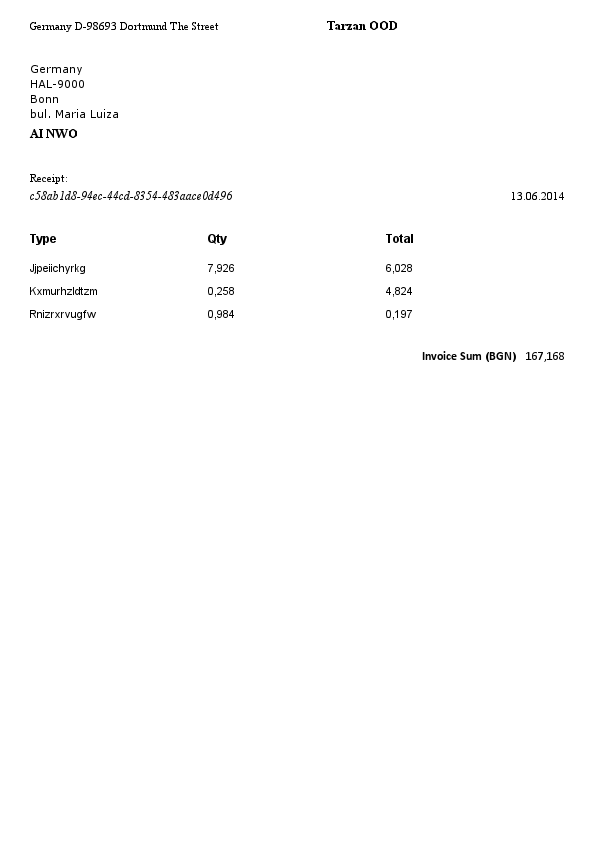 Germany D-98693 Dortmund The Street Tarzan OOD
Germany
HAL-9000
Bonn
bul. Maria Luiza
AI NWO
Receipt:
c58ab1d8-94ec-44cd-8354-483aace0d496 13.06.2014
Type Qty Total
Jjpeiichyrkg 7,926 6,028
Kxmurhzldtzm 0,258 4,824
Rnizrxrvugfw 0,984 0,197
Invoice Sum (BGN) 167,168